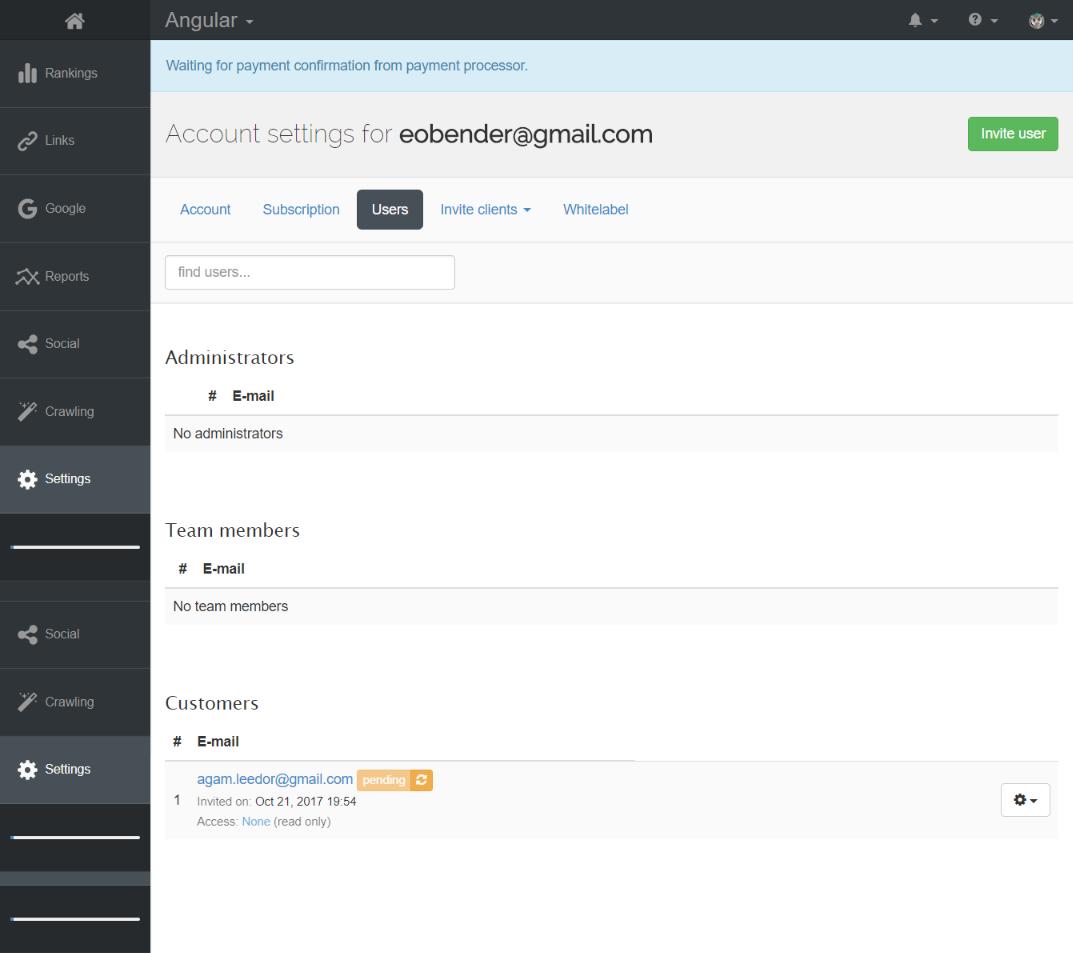 Angular
Waiting for payment confirmation from payment processor.
Account settings for eobender@gmail.com
Invite user
Account Subscription Users Invite clients Whitelabel
find users...
Rankings
Links
Google
Reports
Social
Crawling
Settings
Social
Crawling
Settings
Administrators
# E-mail
No administrators
Team members
# E-mail
No team members
Customers
# E-mail
1
agam.leedor@gmail.com pending
Invited on: Oct 21, 2017 19:54
Access: None (read only)